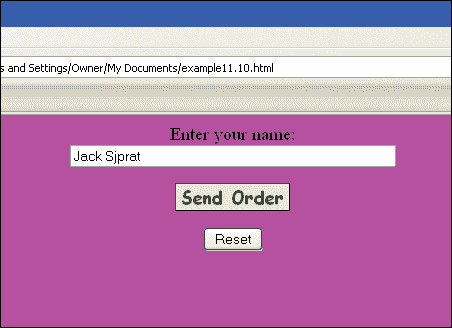 s and Settings/Owner/My Documents/example11.10.html
Enter your name:
Jack Sjprat
Send Order
Reset